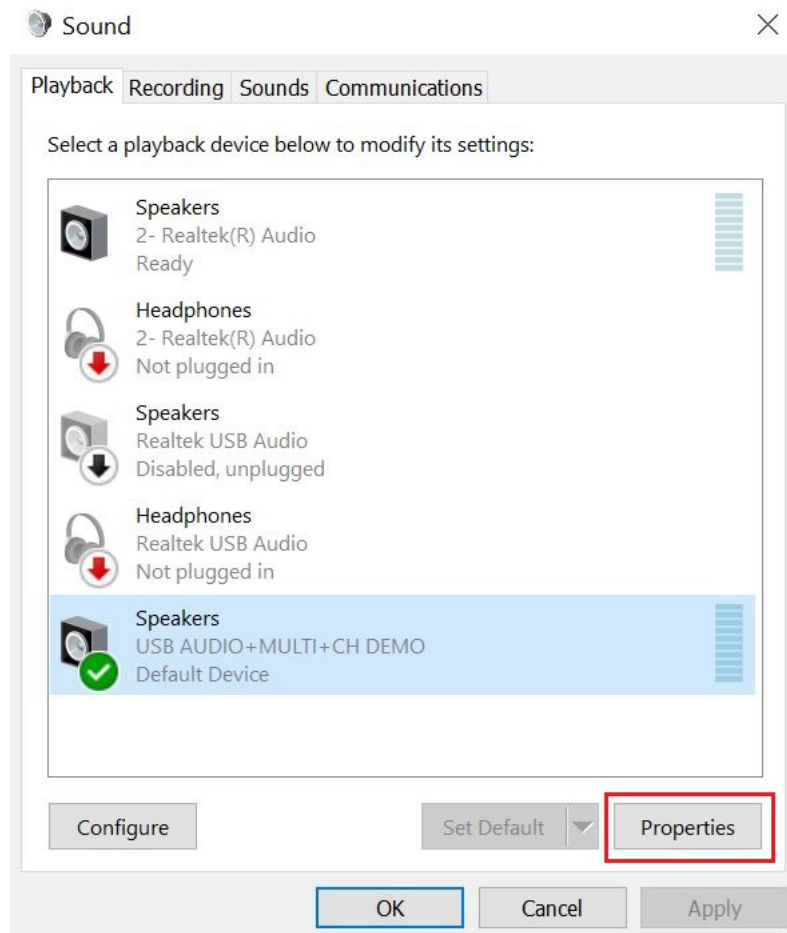 Sound
Playback Recording Sounds Communications
Select a playback device below to modify its settings:
Speakers
2- Realtek(R) Audio
Ready
Headphones
2- Realtek(R) Audio
Not plugged in
Speakers
Realtek USB Audio
Disabled, unplugged
Headphones
Realtek USB Audio
Not plugged in
Speakers
USB AUDIO+MULTI+CH DEMO
Default Device
Configure Set Default Properties
OK Cancel Apply